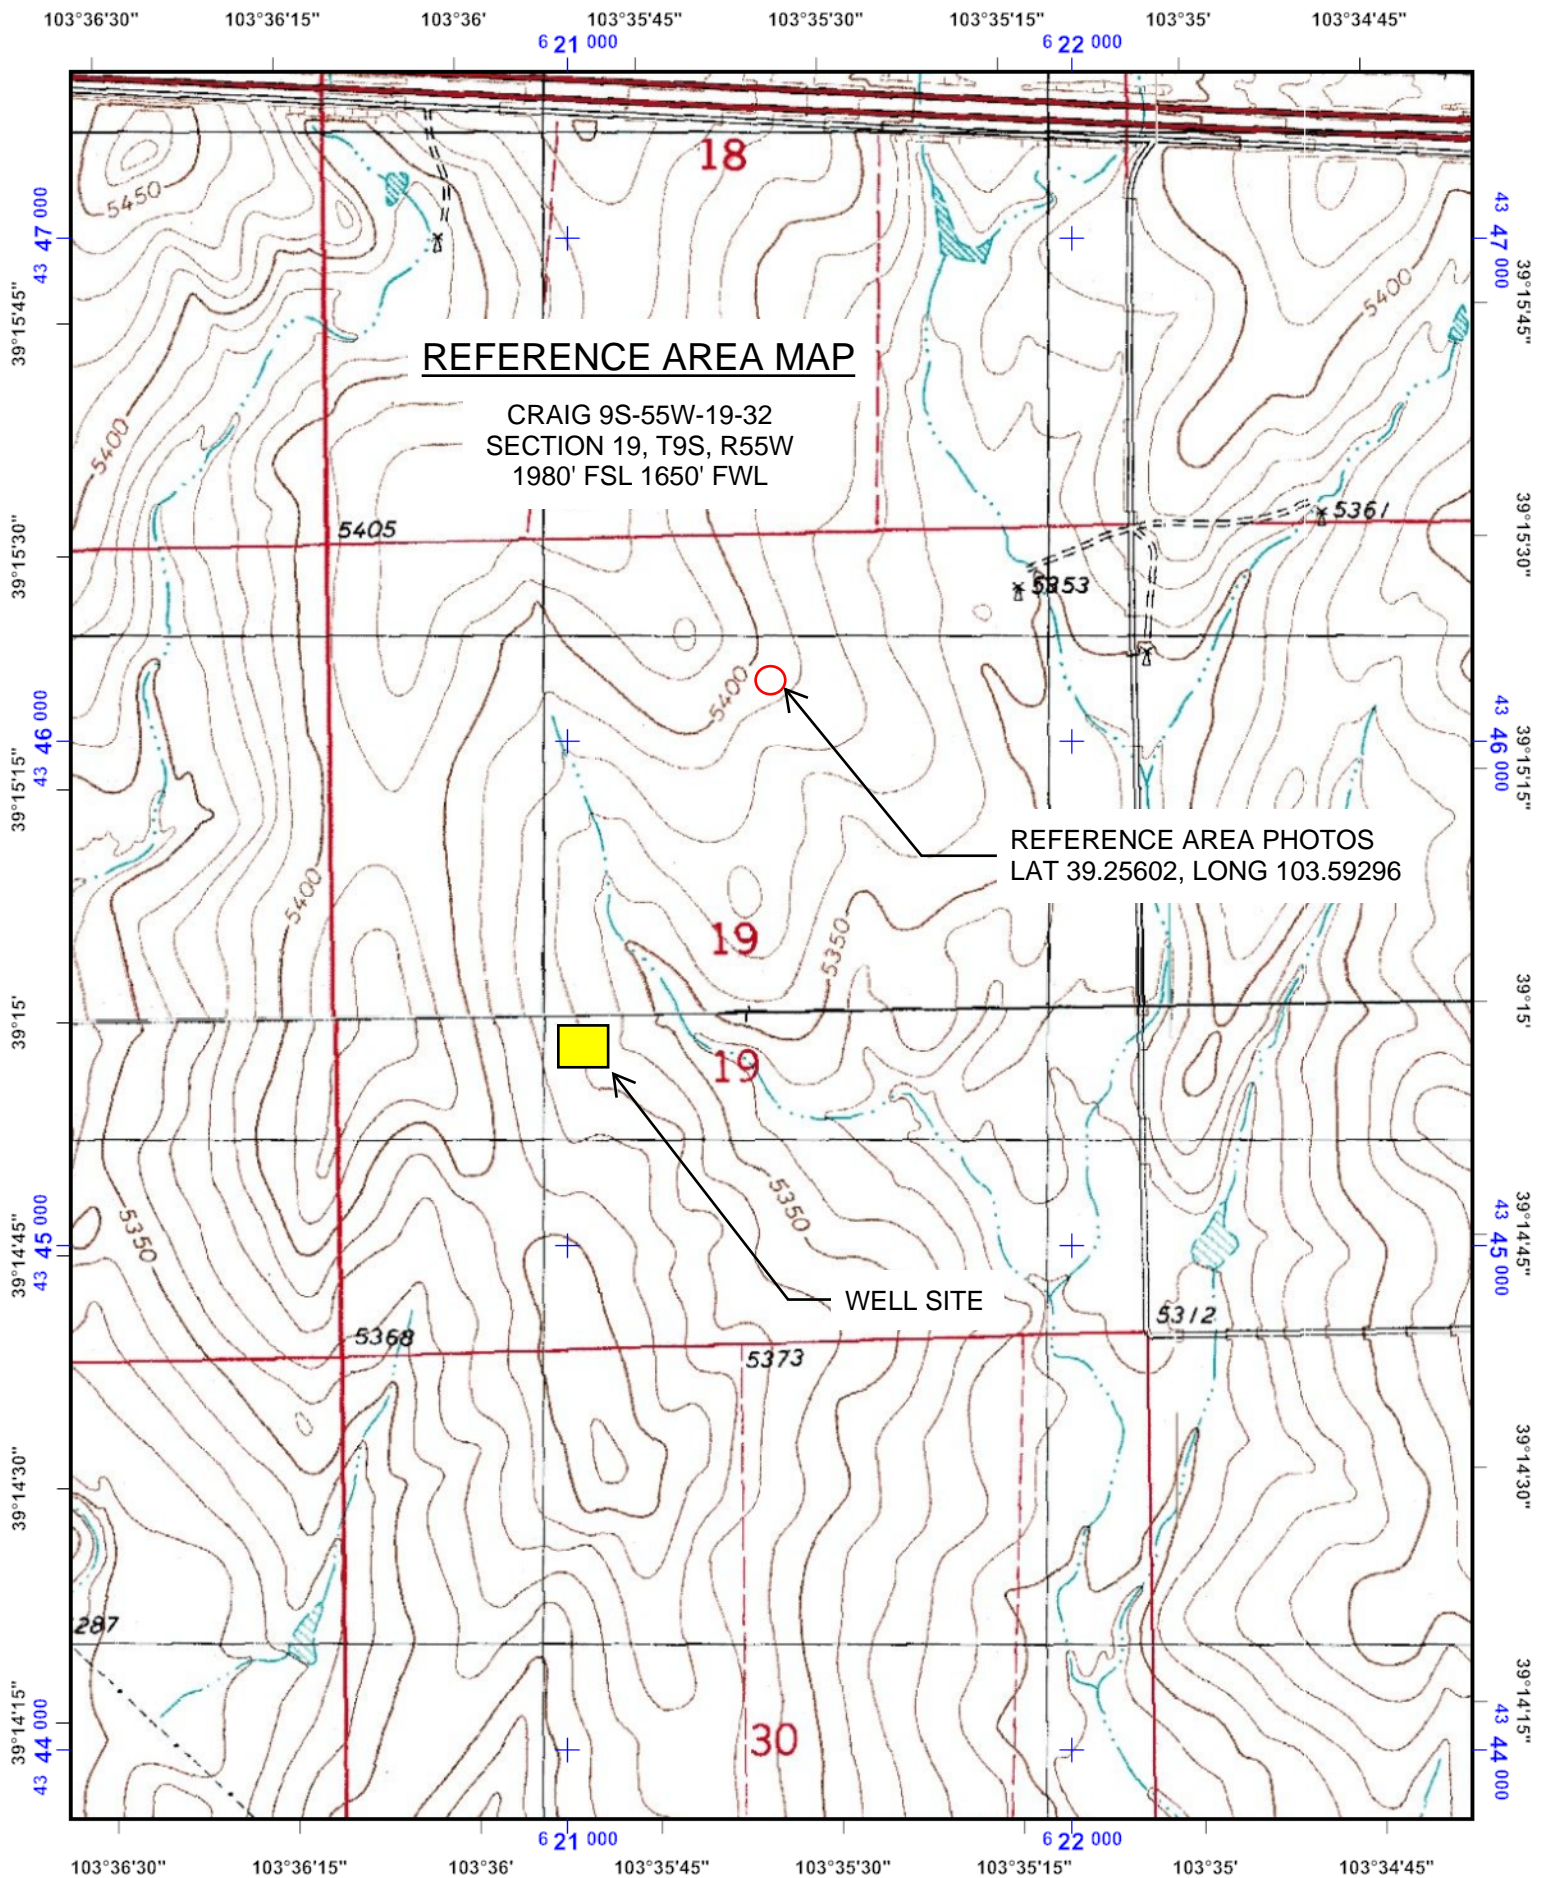 103°36'30" 103°36'15" 103°36' 103°35'45" 103°35'30" 103°35'15" 103°35' 103°34'45"
6 21 000 6 22 000
18
5450
43 47 000
43 47 000
39°15'45"
39°15'45"
5400
REFERENCE AREA MAP
CRAIG 9S-55W-19-32
SECTION 19, T9S, R55W
1980' FSL 1650' FWL
5400
5405
5361
39°15'30"
39°15'30"
5353
5400
43 46 000
43 46 000
39°15'15"
39°15'15"
REFERENCE AREA PHOTOS
LAT 39.25602, LONG 103.59296
5400
19
5350
39°15'
39°15'
19
5350
5350
43 45 000
43 45 000
39°14'45"
39°14'45"
WELL SITE
5312
5368
5373
39°14'30"
39°14'30"
287
39°14'15"
39°14'15"
30
43 44 000
43 44 000
6 21 000 6 22 000
103°36'30" 103°36'15" 103°36' 103°35'45" 103°35'30" 103°35'15" 103°35' 103°34'45"